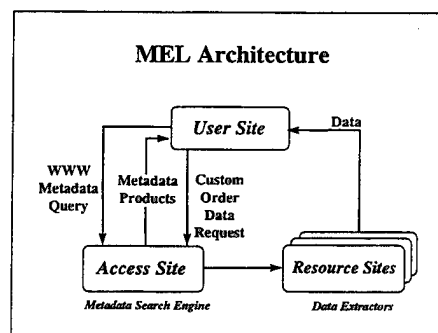 MEL Architecture
User Site
Data
WWW
Metadata
Query
Metadata
Products
Custom
Order
Data
Request
Access Site
Resource Sites
Metadata Search Engine
Data Extractors